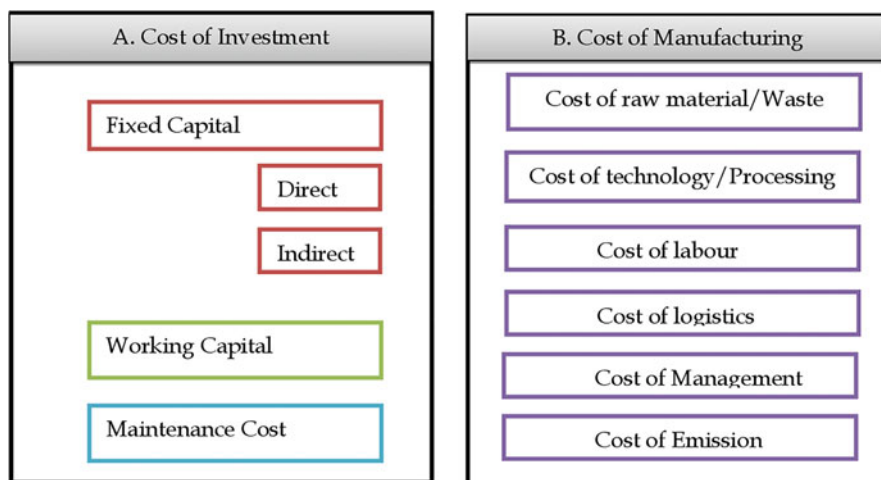 A. Cost of Investment
Fixed Capital
Direct
Indirect
Working Capital
Maintenance Cost
B. Cost of Manufacturing
Cost of raw material/Waste
Cost of technology/Processing
Cost of labour
Cost of logistics
Cost of Management
Cost of Emission